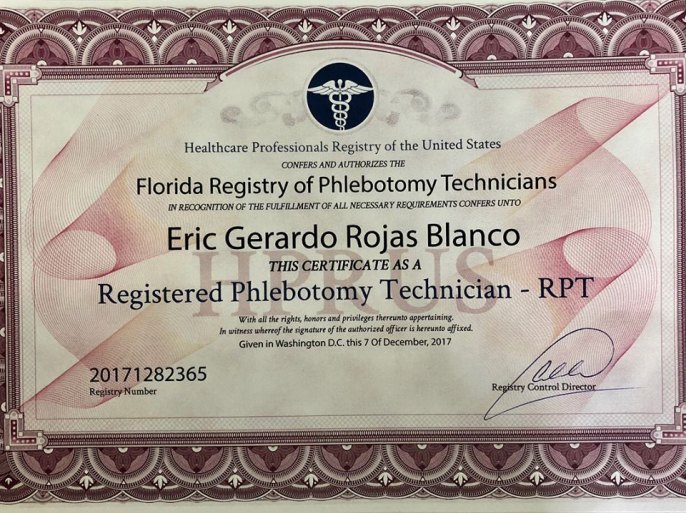 Healthcare Professionals Registry of the United States
CONFERS AND AUTHORIZES THE
Florida Registry of Phlebotomy Technicians
IN RECOGNITION OF THE FULFILLMENT OF ALL NECESSARY REQUIREMENTS CONFERS UNTO
Eric Gerardo Rojas Blanco
THIS CERTIFICATE AS A
Registered Phlebotomy Technician - RPT
With all the rights, honors and privileges thereunto appertaining.
In witness whereof the signature of the authorized officer is hereunto affixed.
Given in Washington D.C. this 7 Of December, 2017
20171282365
Registry Number
Registry Control Director
HPRUS